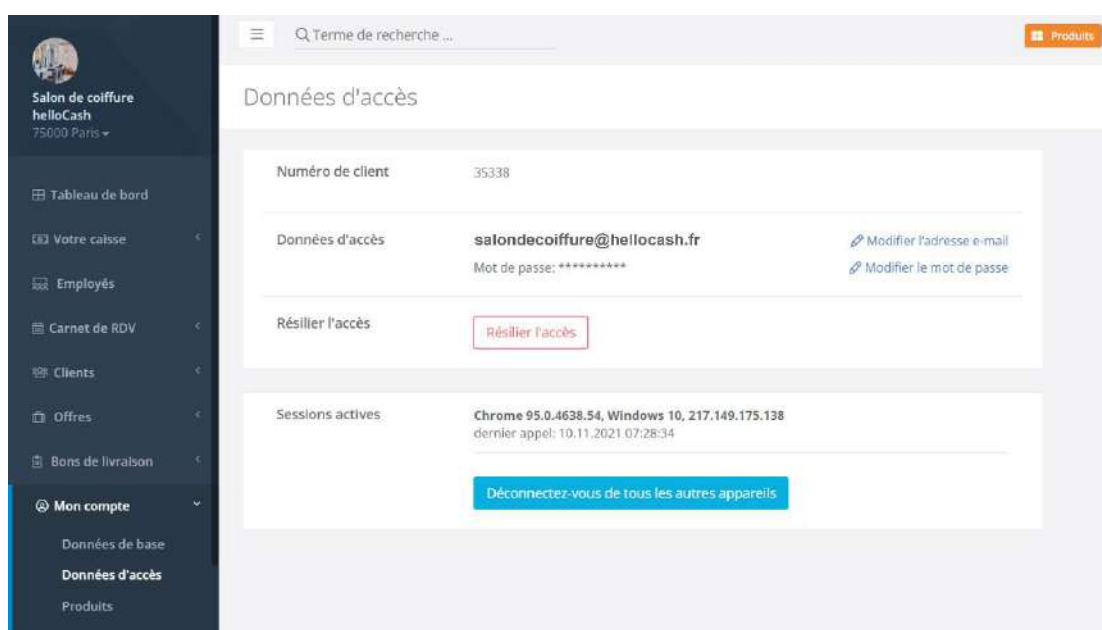 Salon de coiffure
helloCash
75000 Paris
Tableau de bord
Votre caisse
Employés
Carnet de RDV
Clients
Offres
Bons de livraison
Mon compte
Données de base
Données d'accès
Produits
Terme de recherche ...
Produits
Données d'accès
Numéro de client 35338
Données d'accès salondecoiffure@hellocash.fr Modifier l'adresse e-mail
Mot de passe: ********** Modifier le mot de passe
Résilier l'accès Résilier l'accès
Sessions actives Chrome 95.0.4638.54, Windows 10, 217.149.175.138
dernier appel: 10.11.2021 07:28:34
Déconnectez-vous de tous les autres appareils